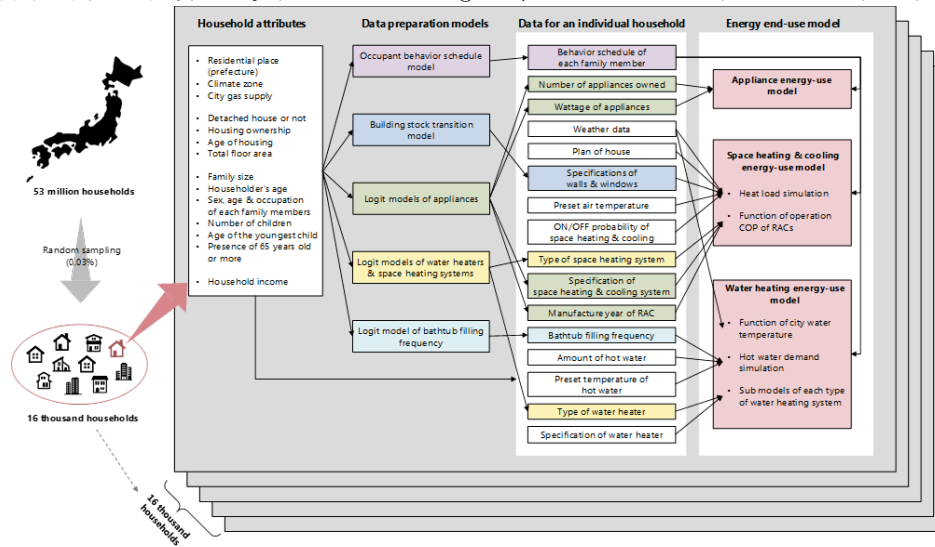 Household attributes
Data preparation models
Data for an individual household
Energy end-use model
• Residential place
(prefecture)
• Climate zone
• City gas supply
• Detached house or not
• Housing ownership
• Age of housing
• Total floor area
• Family size
• Householder's age
• Sex, age & occupation
of each family members
• Number of children
• Age of the youngest child
• Presence of 65 years old
or more
• Household income
Occupant behavior schedule
model
Building stock transition
model
Logit models of appliances
Logit models of water heaters
& space heating systems
Logit model of bathtub filling
frequency
Behavior schedule of
each family member
Number of appliances owned
Wattage of appliances
Weather data
Plan of house
Specifications of
walls & windows
Preset air temperature
ON/OFF probability of
space heating & cooling
Type of space heating system
Specification of
space heating & cooling system
Manufacture year of RAC
Bathtub filling frequency
Amount of hot water
Preset temperature of
hot water
Type of water heater
Specification of water heater
Appliance energy-use
model
Space heating & cooling
energy-use model
• Heat load simulation
• Function of operation
COP of RACs
Water heating energy-use
model
• Function of city water
temperature
• Hot water demand
simulation
• Sub models of each type
of water heating system
53 million households
Random sampling
(0.03%)
16 thousand households
16 thousand
households